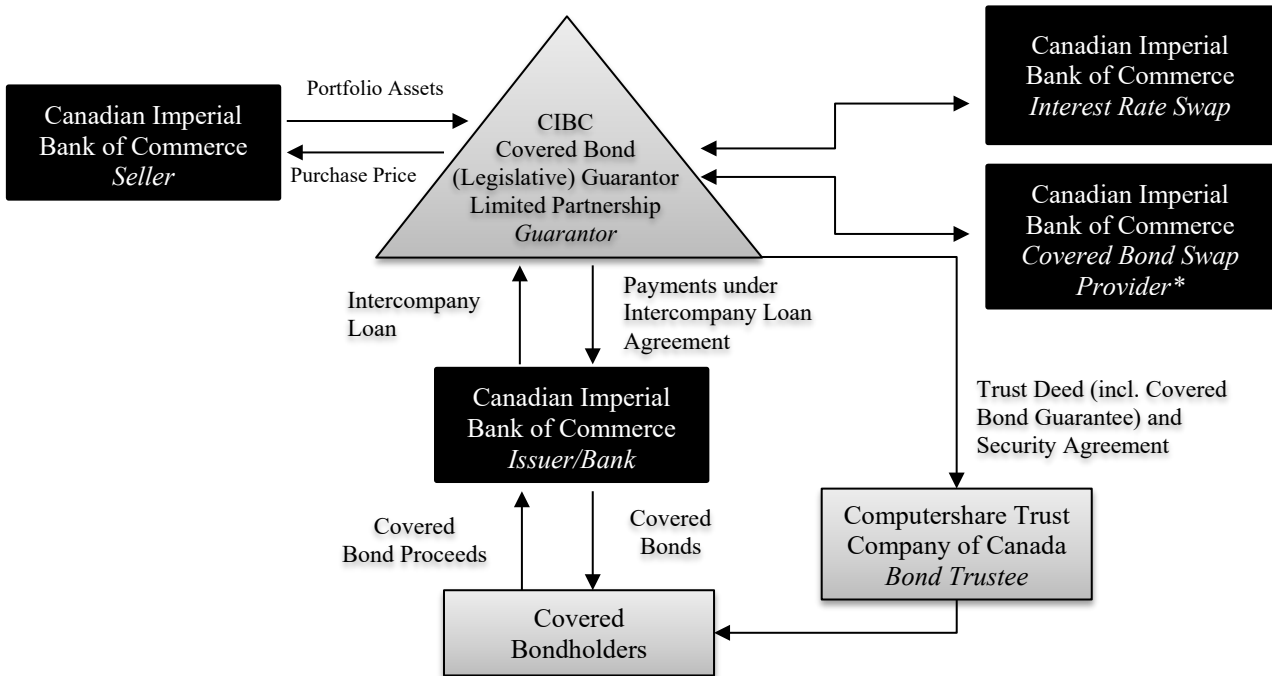 Canadian Imperial
Bank of Commerce
Seller
Portfolio Assets
Purchase Price
CIBC
Covered Bond
(Legislative) Guarantor
Limited Partnership
Guarantor
Canadian Imperial
Bank of Commerce
Interest Rate Swap
Canadian Imperial
Bank of Commerce
Covered Bond Swap
Provider*
Intercompany
Loan
Payments under
Intercompany Loan
Agreement
Canadian Imperial
Bank of Commerce
Issuer/Bank
Trust Deed (incl. Covered
Bond Guarantee) and
Security Agreement
Covered
Bond Proceeds
Covered
Bonds
Computershare Trust
Company of Canada
Bond Trustee
Covered
Bondholders